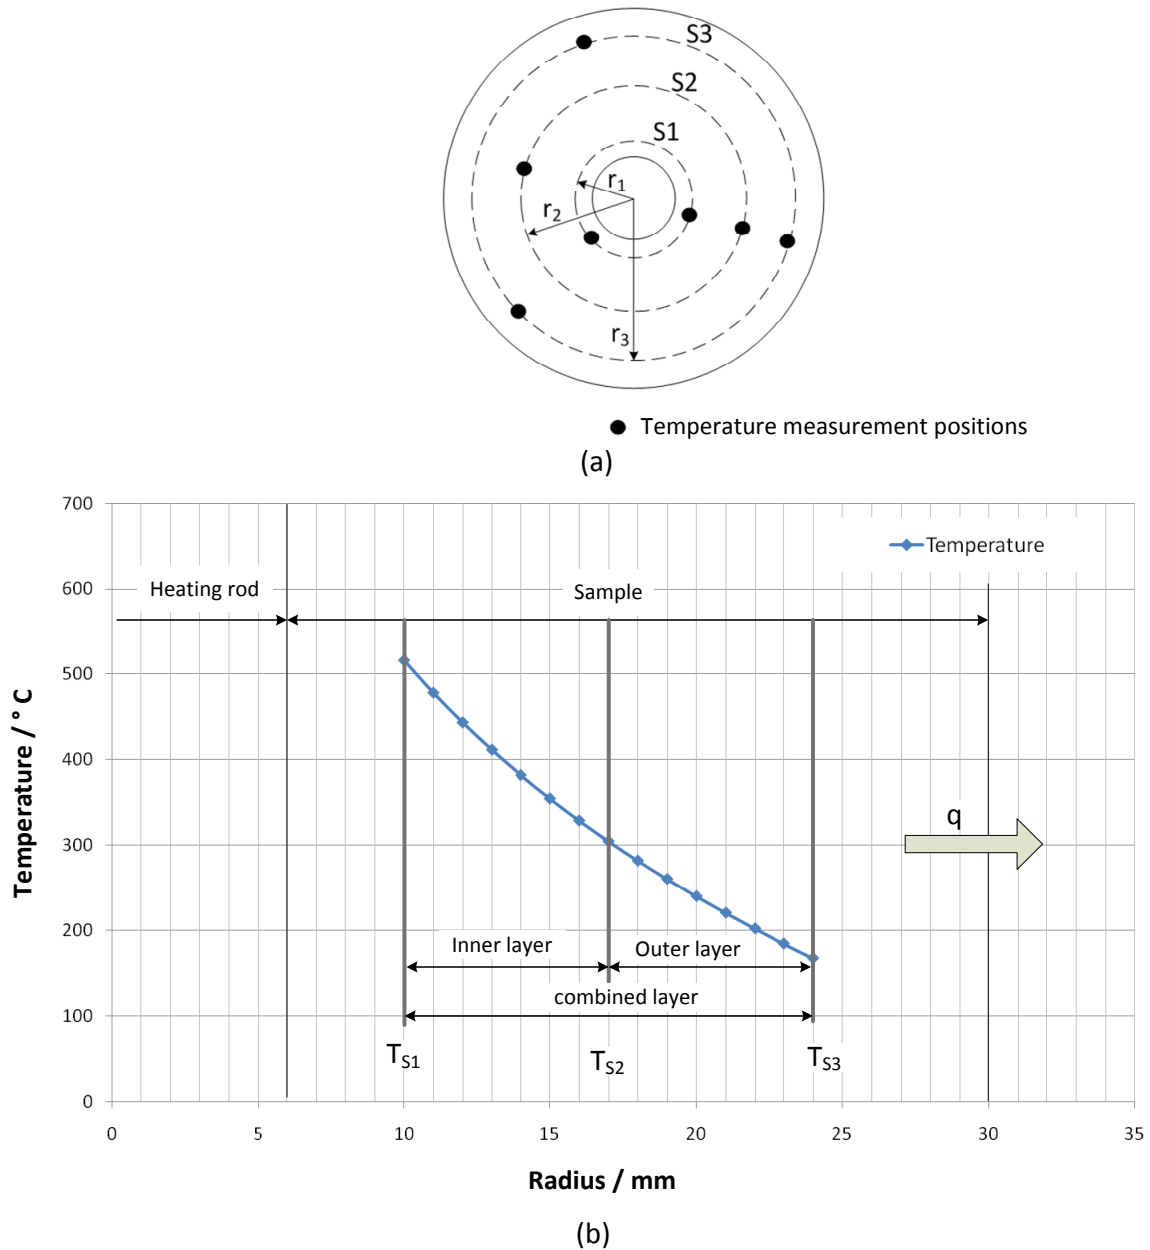 S3
S2
S1
r1
r2
r3
Temperature measurement positions
(a)
700
600
500
400
300
200
100
0
Temperature / ° C
Temperature
Heating rod
Sample
q
Inner layer
Outer layer
combined layer
TS1
TS2
TS3
0 5 10 15 20 25 30 35
Radius / mm
(b)